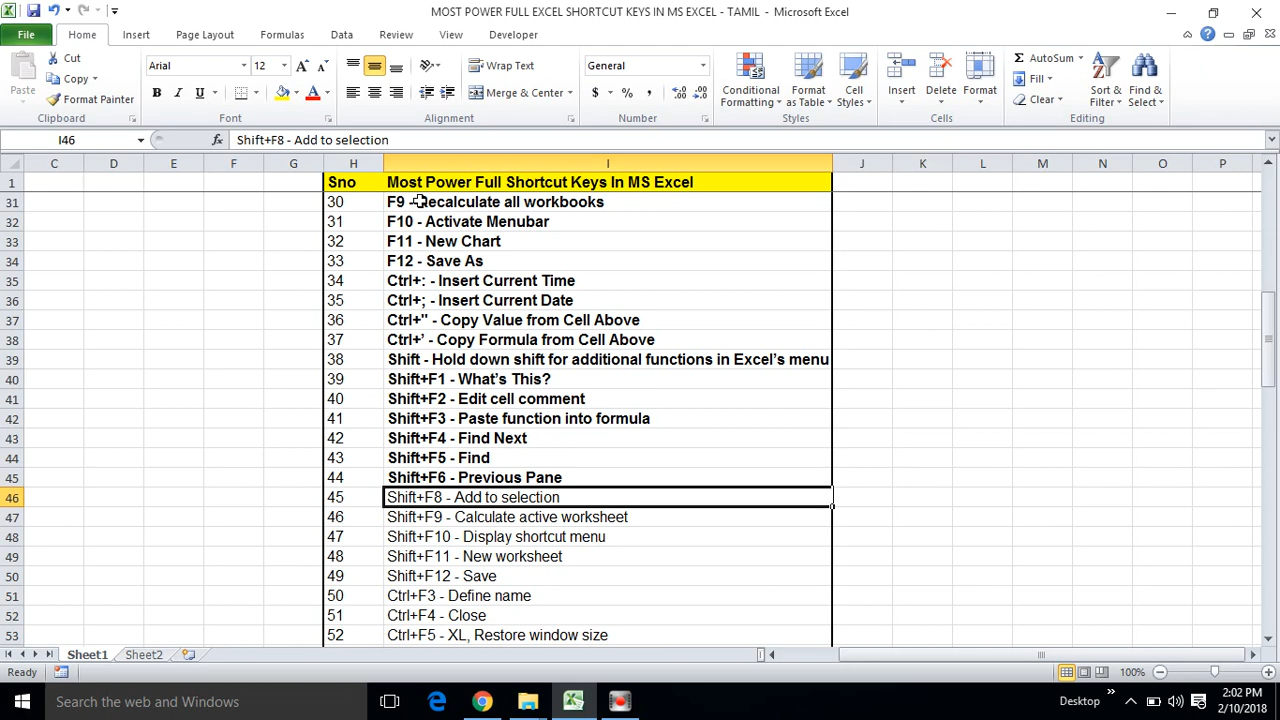 MOST POWER FULL EXCEL SHORTCUT KEYS IN MS EXCEL - TAMIL - Microsoft Excel
File Home Insert Page Layout Formulas Data Review View Developer
Paste
Cut
Copy
Format Painter
Clipboard
Arial 12
B I U
Font
Wrap Text
Merge & Center
Alignment
General
$ % ,
Number
Conditional Formatting
Format as Table
Cell Styles
Styles
Insert Delete Format
Cells
AutoSum
Fill
Clear
Sort & Filter
Find & Select
Editing
I46 fx Shift+F8 - Add to selection
C D E F G H I J K L M N O P
1 Sno Most Power Full Shortcut Keys In MS Excel
31 30 F9 - Recalculate all workbooks
32 31 F10 - Activate Menubar
33 32 F11 - New Chart
34 33 F12 - Save As
35 34 Ctrl+: - Insert Current Time
36 35 Ctrl+; - Insert Current Date
37 36 Ctrl+" - Copy Value from Cell Above
38 37 Ctrl+’ - Copy Formula from Cell Above
39 38 Shift - Hold down shift for additional functions in Excel’s menu
40 39 Shift+F1 - What’s This?
41 40 Shift+F2 - Edit cell comment
42 41 Shift+F3 - Paste function into formula
43 42 Shift+F4 - Find Next
44 43 Shift+F5 - Find
45 44 Shift+F6 - Previous Pane
46 45 Shift+F8 - Add to selection
47 46 Shift+F9 - Calculate active worksheet
48 47 Shift+F10 - Display shortcut menu
49 48 Shift+F11 - New worksheet
50 49 Shift+F12 - Save
51 50 Ctrl+F3 - Define name
52 51 Ctrl+F4 - Close
53 52 Ctrl+F5 - XL, Restore window size
Sheet1 Sheet2
Ready 100%
Search the web and Windows
Desktop
2:02 PM
2/10/2018